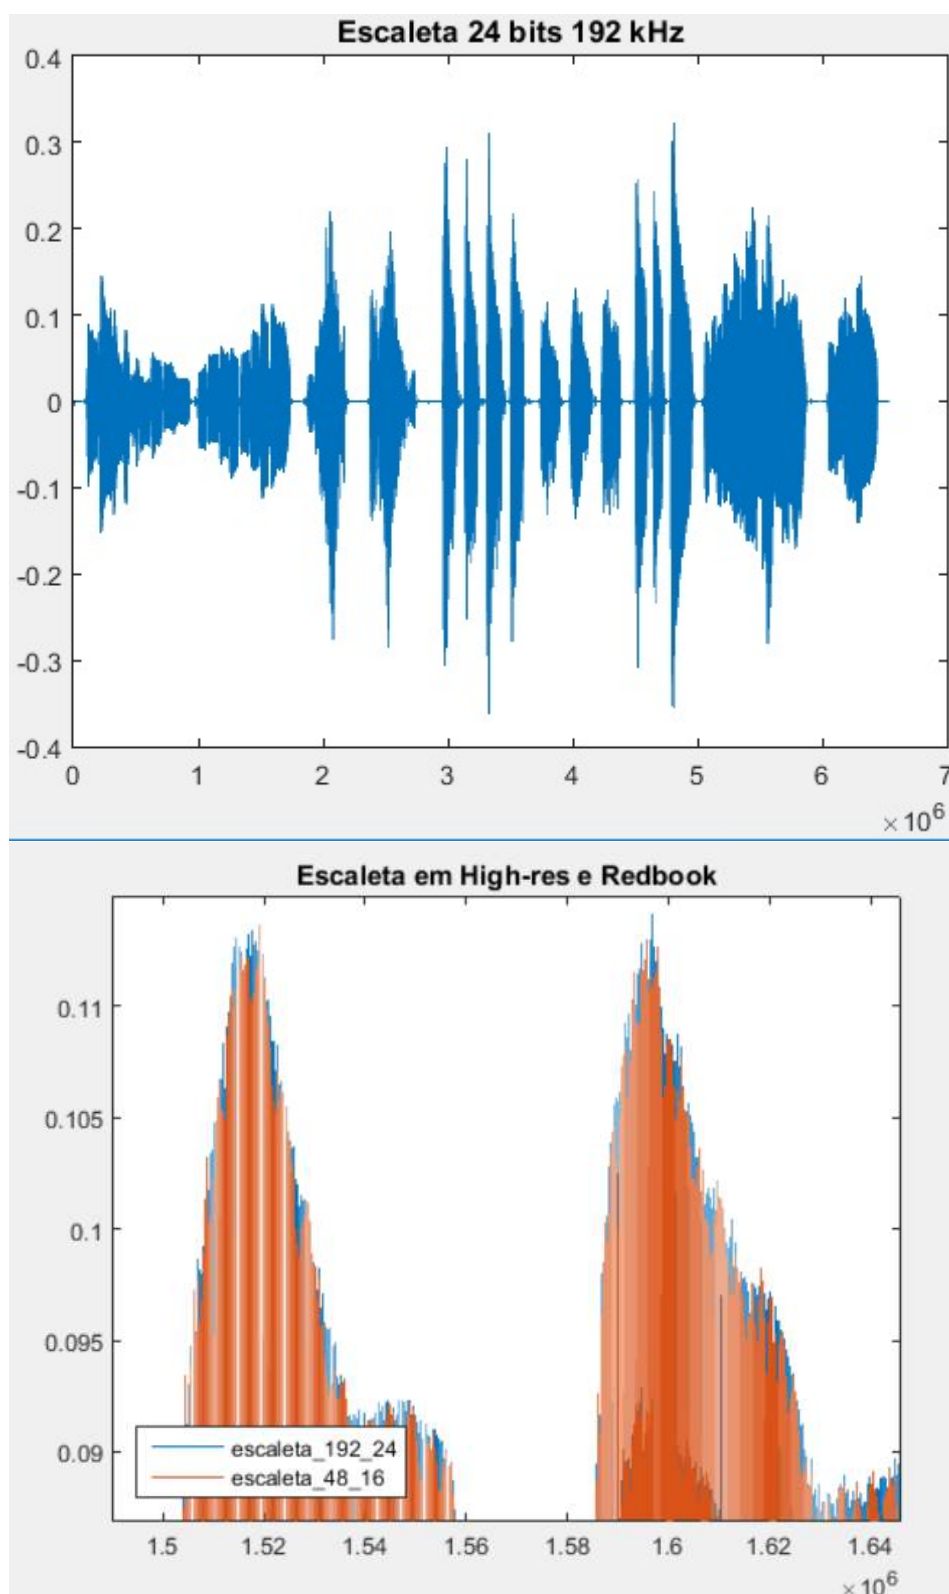 Escaleta 24 bits 192 kHz
0.4
0.3
0.2
0.1
0
-0.1
-0.2
-0.3
-0.4
0 1 2 3 4 5 6 7
× 10^6
Escaleta em High-res e Redbook
0.11
0.105
0.1
0.095
0.09
escaleta_192_24
escaleta_48_16
1.5 1.52 1.54 1.56 1.58 1.6 1.62 1.64
× 10^6